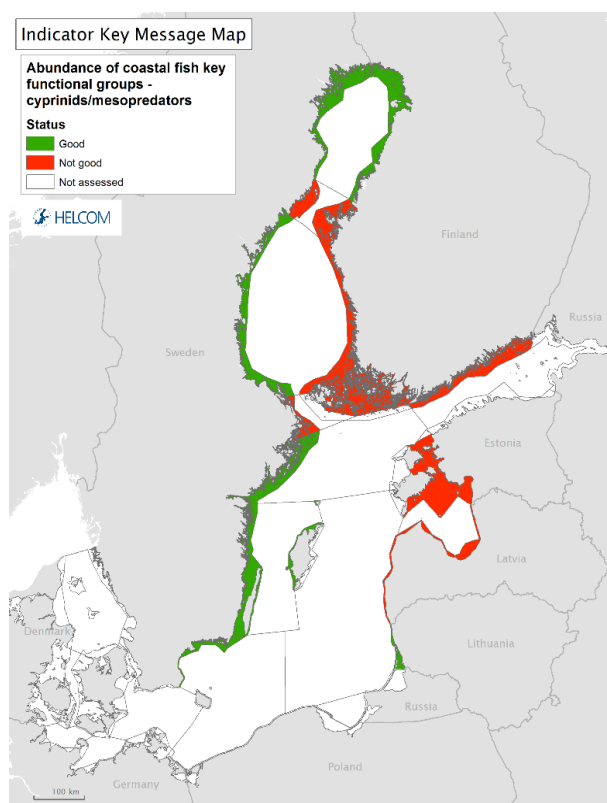 Indicator Key Message Map
Abundance of coastal fish key
functional groups -
cyprinids/mesopredators
Status
Good
Not good
Not assessed
HELCOM
Finland
Russia
Sweden
Estonia
Latvia
Denmark
Lithuania
Russia
Poland
Germany
100 km